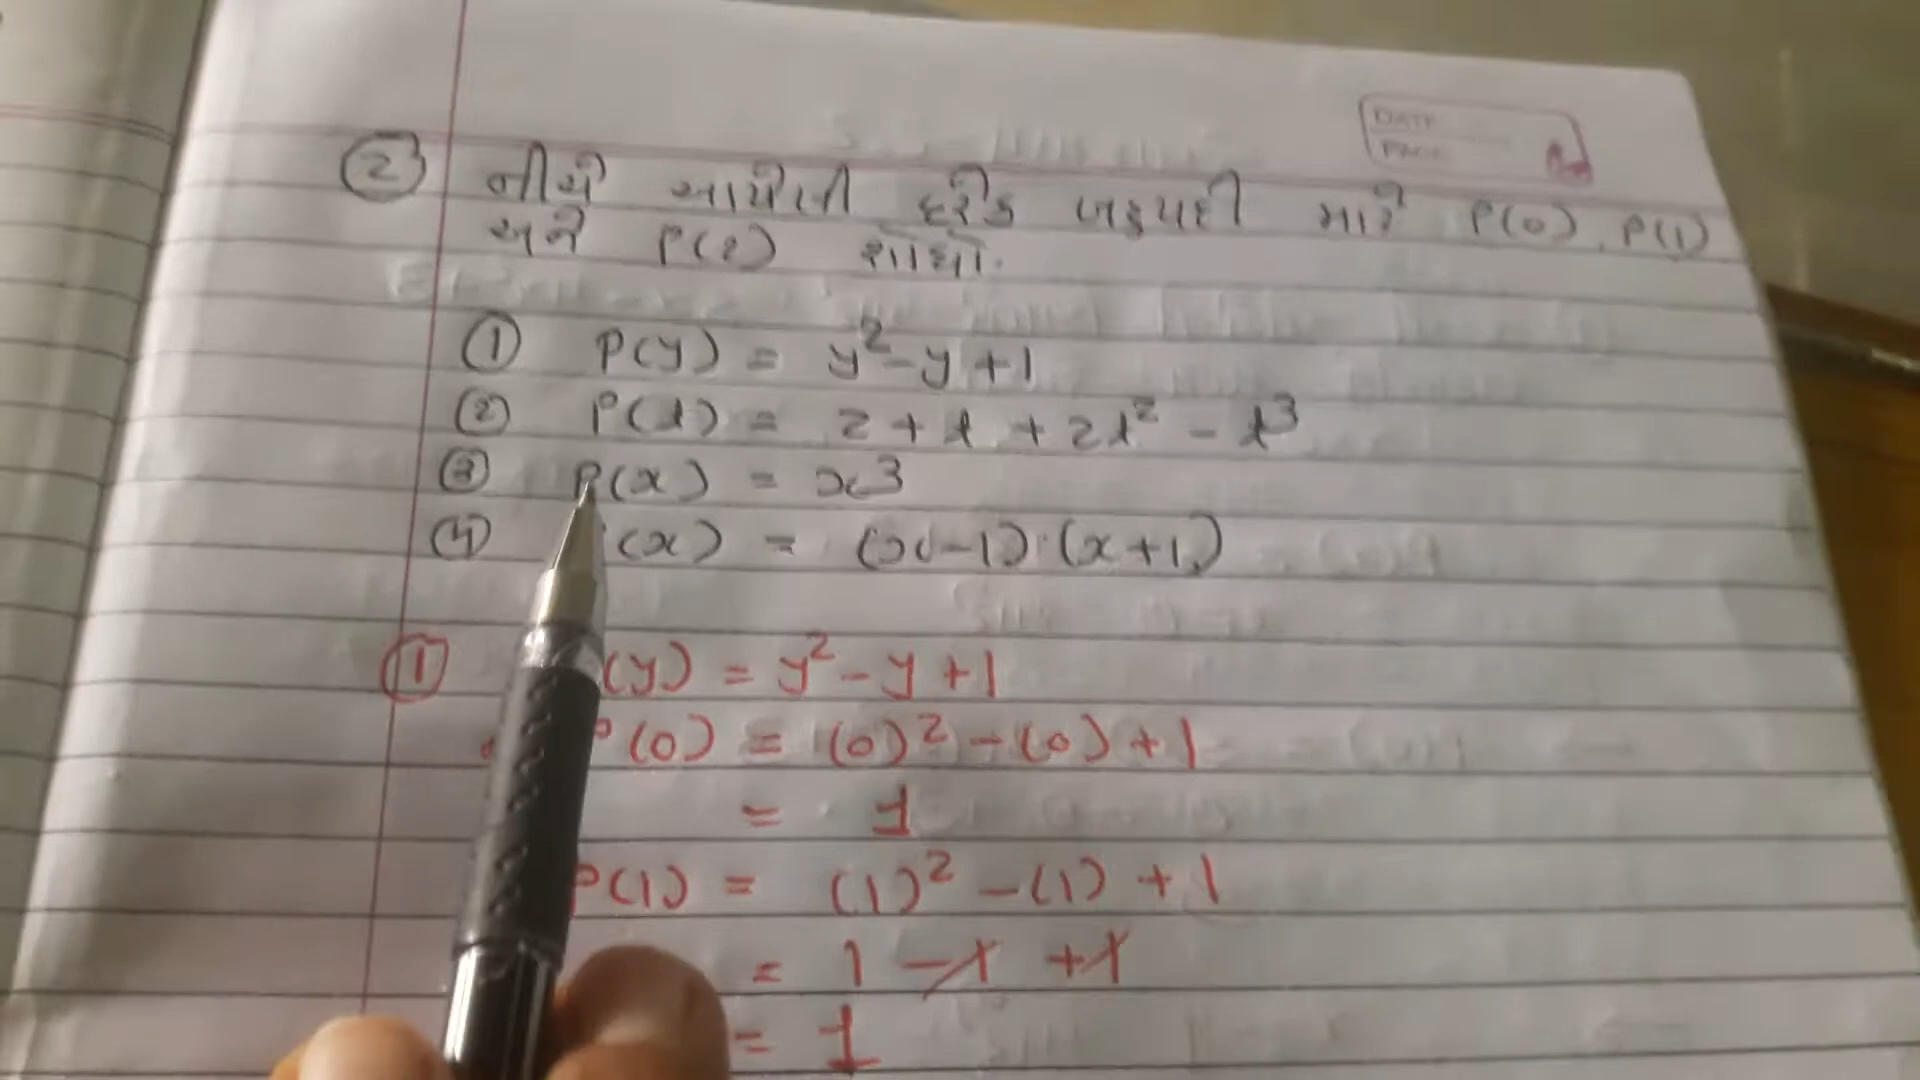 DATE
PAGE
② નીચે આપેલી દરેક બહુપદી માટે P(0), P(1)
અને P(2) શોધો.
① P(y) = y² - y + 1
② P(t) = 2 + t + 2t² - t³
③ P(x) = x³
④ (x) = (x-1)·(x+1)
① (y) = y² - y + 1
P(0) = (0)² - (0) + 1
= 1
P(1) = (1)² - (1) + 1
= 1 - 1 + 1
= 1